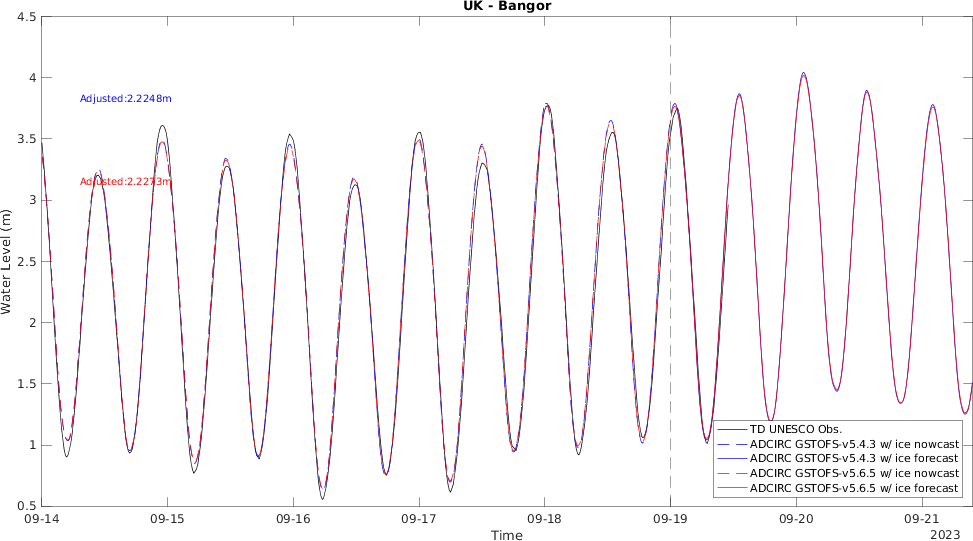 UK - Bangor
4.5
4
3.5
3
2.5
2
1.5
1
0.5
Water Level (m)
Adjusted:2.2248m
Adjusted:2.2273m
TD UNESCO Obs.
ADCIRC GSTOFS-v5.4.3 w/ ice nowcast
ADCIRC GSTOFS-v5.4.3 w/ ice forecast
ADCIRC GSTOFS-v5.6.5 w/ ice nowcast
ADCIRC GSTOFS-v5.6.5 w/ ice forecast
09-14 09-15 09-16 09-17 09-18 09-19 09-20 09-21
2023
Time